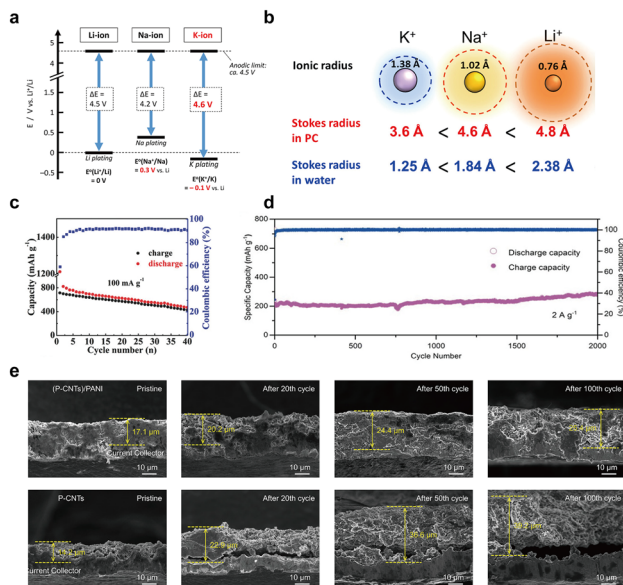 a
Li-ion Na-ion K-ion
5
4
0.5
0.0
−0.5
E / V vs. Li⁺/Li
Anodic limit:
ca. 4.5 V
ΔE =
4.5 V
ΔE =
4.2 V
ΔE =
4.6 V
Li plating
Na plating
K plating
E⁰(Li⁺/Li)
= 0 V
E⁰(Na⁺/Na)
= 0.3 V vs. Li
E⁰(K⁺/K)
= − 0.1 V vs. Li
b
K⁺ Na⁺ Li⁺
Ionic radius
1.38 Å 1.02 Å 0.76 Å
Stokes radius
in PC
3.6 Å < 4.6 Å < 4.8 Å
Stokes radius
in water
1.25 Å < 1.84 Å < 2.38 Å
c
Capacity (mAh g⁻¹)
1400
1200
800
400
0
charge
discharge
100 mA g⁻¹
100
80
60
40
20
0
Coulombic efficiency (%)
0 5 10 15 20 25 30 35 40
Cycle number (n)
d
Specific Capacity (mAh g⁻¹)
800
600
400
200
0
Discharge capacity
Charge capacity
2 A g⁻¹
100
80
60
40
20
0
Coulombic efficiency (%)
0 500 1000 1500 2000
Cycle Number
e
(P-CNTs)/PANI Pristine
17.1 μm
Current Collector
10 μm
After 20th cycle
20.2 μm
10 μm
After 50th cycle
24.4 μm
10 μm
After 100th cycle
10 μm
P-CNTs Pristine
Current Collector
10 μm
After 20th cycle
22.9 μm
10 μm
After 50th cycle
10 μm
After 100th cycle
10 μm